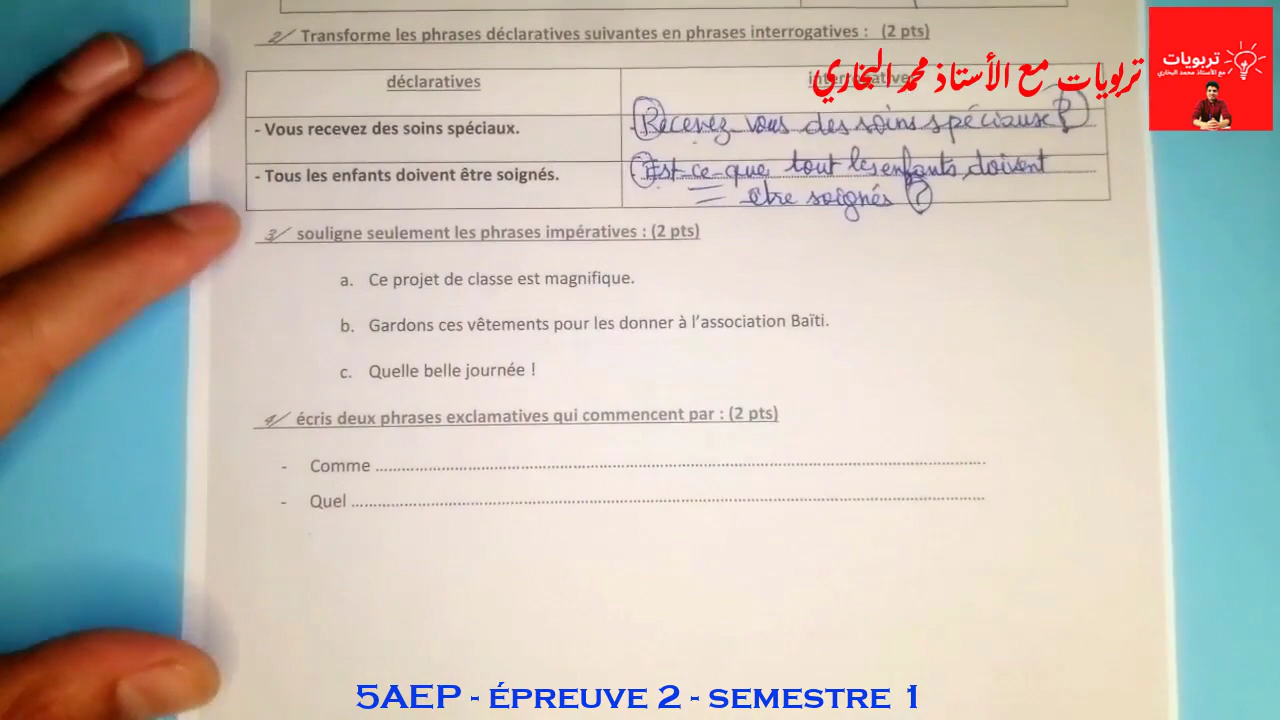 تربويات
مع الأستاذ محمد البخاري
تربويات مع الأستاذ محمد البخاري
2/ Transforme les phrases déclaratives suivantes en phrases interrogatives : (2 pts)
déclaratives
- Vous recevez des soins spéciaux.
Recevez-vous des soins spéciaux ?
- Tous les enfants doivent être soignés.
Est-ce que tout les enfants doivent
être soignés ?
3/ souligne seulement les phrases impératives : (2 pts)
a. Ce projet de classe est magnifique.
b. Gardons ces vêtements pour les donner à l'association Baïti.
c. Quelle belle journée !
4/ écris deux phrases exclamatives qui commencent par : (2 pts)
- Comme ........................................
- Quel ........................................
5AEP - ÉPREUVE 2 - SEMESTRE 1